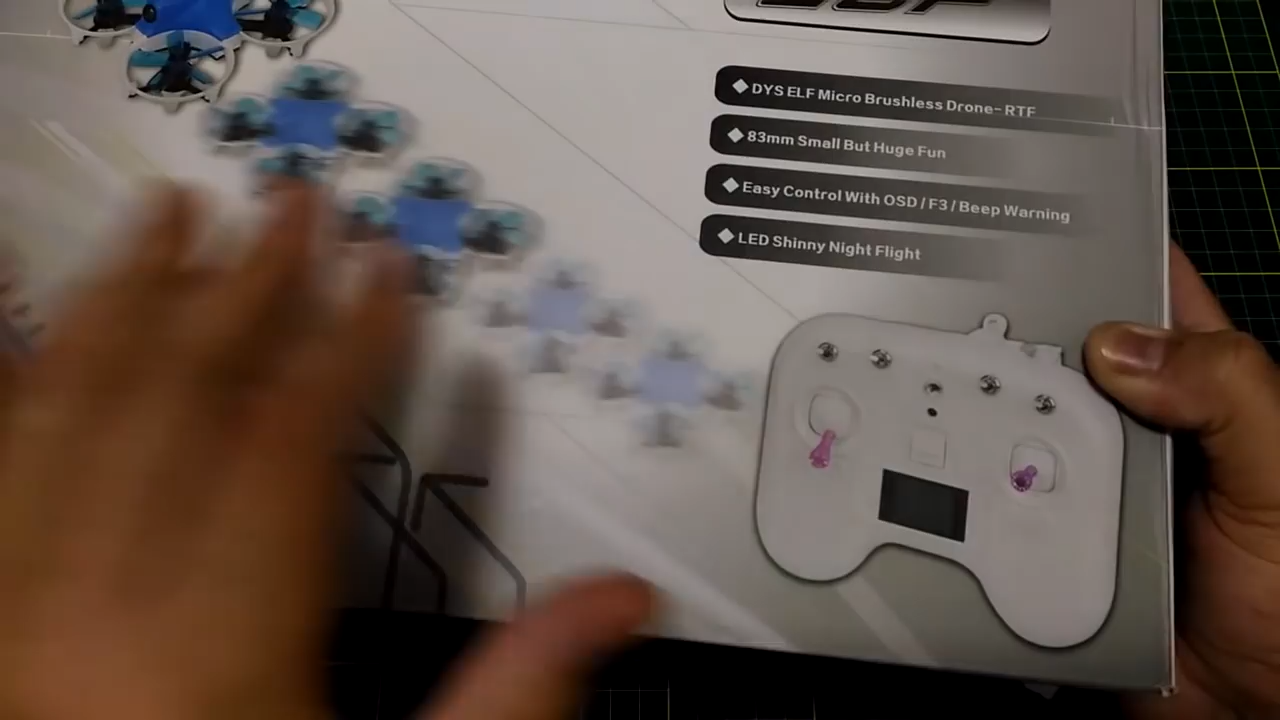 DYS ELF Micro Brushless Drone- RTF
83mm Small But Huge Fun
Easy Control With OSD / F3 / Beep Warning
LED Shinny Night Flight